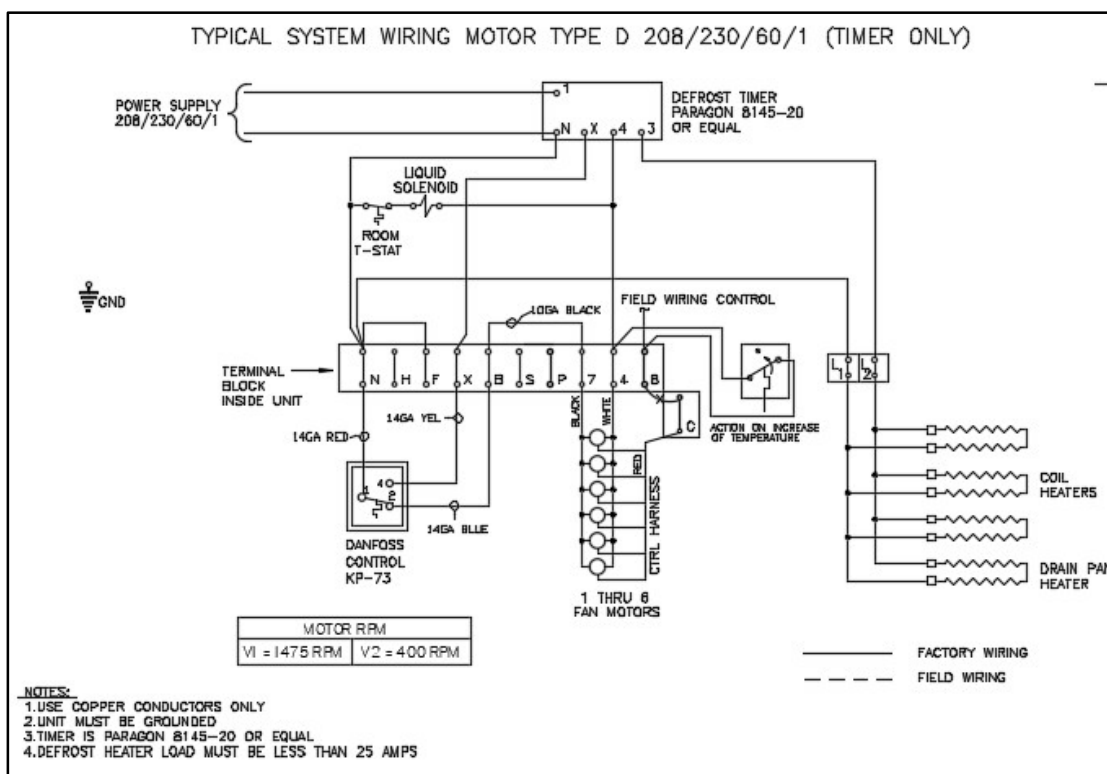 TYPICAL SYSTEM WIRING MOTOR TYPE D 208/230/60/1 (TIMER ONLY)
POWER SUPPLY
208/230/60/1
1
N X 4 3
DEFROST TIMER
PARAGON 8145-20
OR EQUAL
LIQUID
SOLENOID
ROOM
T-STAT
GND
10GA BLACK
FIELD WIRING CONTROL
TERMINAL
BLOCK
INSIDE UNIT
N H F X B S P 7 4 B
L1 L2
BLACK
WHITE
X
C
RED
ACTION ON INCREASE
OF TEMPERATURE
14GA YEL
14GA RED
1 4 2
14GA BLUE
DANFOSS
CONTROL
KP-73
CTRL HARNESS
1 THRU 6
FAN MOTORS
COIL
HEATERS
DRAIN PAN
HEATER
MOTOR RPM
V1 = 1475 RPM V2 = 400 RPM
FACTORY WIRING
FIELD WIRING
NOTES:
1.USE COPPER CONDUCTORS ONLY
2.UNIT MUST BE GROUNDED
3.TIMER IS PARAGON 8145-20 OR EQUAL
4.DEFROST HEATER LOAD MUST BE LESS THAN 25 AMPS